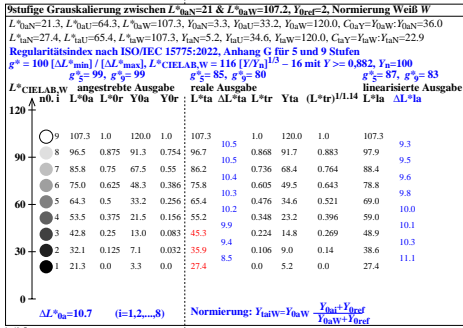 9stufige Grauskalierung zwischen L*0aN=21 & L*0aW=107.2, Y0ref=2, Normierung Weiß W
L*0aN=21.3, L*0aU=64.3, L*0aW=107.3, Y0aN=3.3, Y0aU=33.2, Y0aW=120.0, C0aY=Y0aW:Y0aN=36.0
L*taN=27.4, L*taU=65.4, L*taW=107.3, YtaN=5.2, YtaU=34.6, YtaW=120.0, CtaY=YtaW:YtaN=22.9
Regularitätsindex nach ISO/IEC 15775:2022, Anhang G für 5 und 9 Stufen
g* = 100 [ΔL*min] / [ΔL*max], L*CIELAB,W = 116 [Y/Yn]1/3 − 16 mit Y >= 0,882, Yn=100
g*5= 99, g*9= 99 g*5= 85, g*9= 80 g*5= 87, g*9= 83
L*CIELAB,W angestrebte Ausgabe reale Ausgabe linearisierte Ausgabe
n0. i L*0a L*0r Y0a Y0r L*ta ΔL*ta L*tr Yta (L*tr)1/1.14 L*la ΔL*la
120
9 107.3 1.0 120.0 1.0 107.3 1.0 120.0 1.0 107.3
10.5 9.3
8 96.5 0.875 91.3 0.754 96.7 0.868 91.7 0.883 97.9
90
10.5 9.5
7 85.8 0.75 67.5 0.55 86.2 0.736 68.4 0.764 88.4
10.4 9.6
6 75.0 0.625 48.3 0.386 75.8 0.605 49.5 0.643 78.8
10.3 9.8
60
5 64.3 0.5 33.2 0.256 65.4 0.476 34.6 0.521 69.0
10.2 10.0
4 53.5 0.375 21.5 0.156 55.2 0.348 23.2 0.396 59.0
9.9 10.1
3 42.8 0.25 13.0 0.083 45.3 0.224 14.8 0.269 48.9
9.4 10.3
30
2 32.1 0.125 7.1 0.032 35.9 0.106 9.0 0.14 38.6
8.5 11.1
1 21.3 0.0 3.3 0.0 27.4 0.0 5.2 0.0 27.4
0
ΔL*0a=10.7 (i=1,2,...,8) Normierung: YtaiW=Y0aW Y0ai+Y0ref
Y0aW+Y0ref